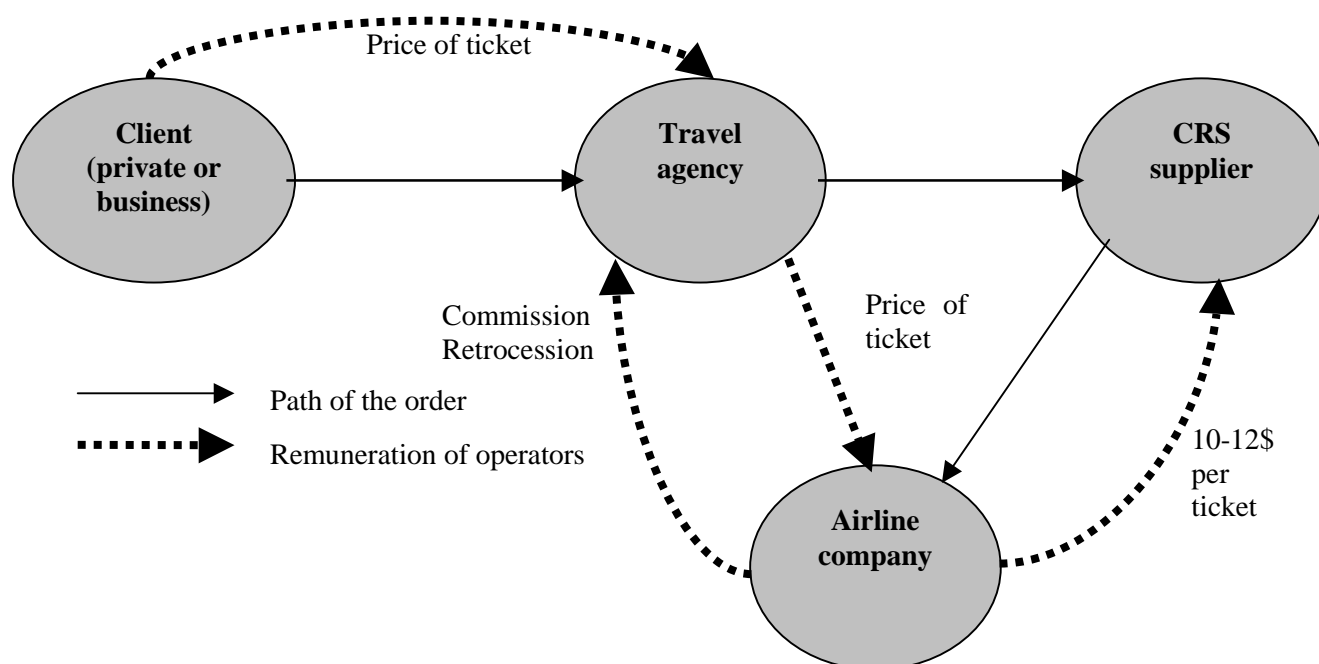 Price of ticket
Client
(private or
business)
Travel
agency
CRS
supplier
Commission
Retrocession
Price of
ticket
Path of the order
Remuneration of operators
10-12$
per
ticket
Airline
company